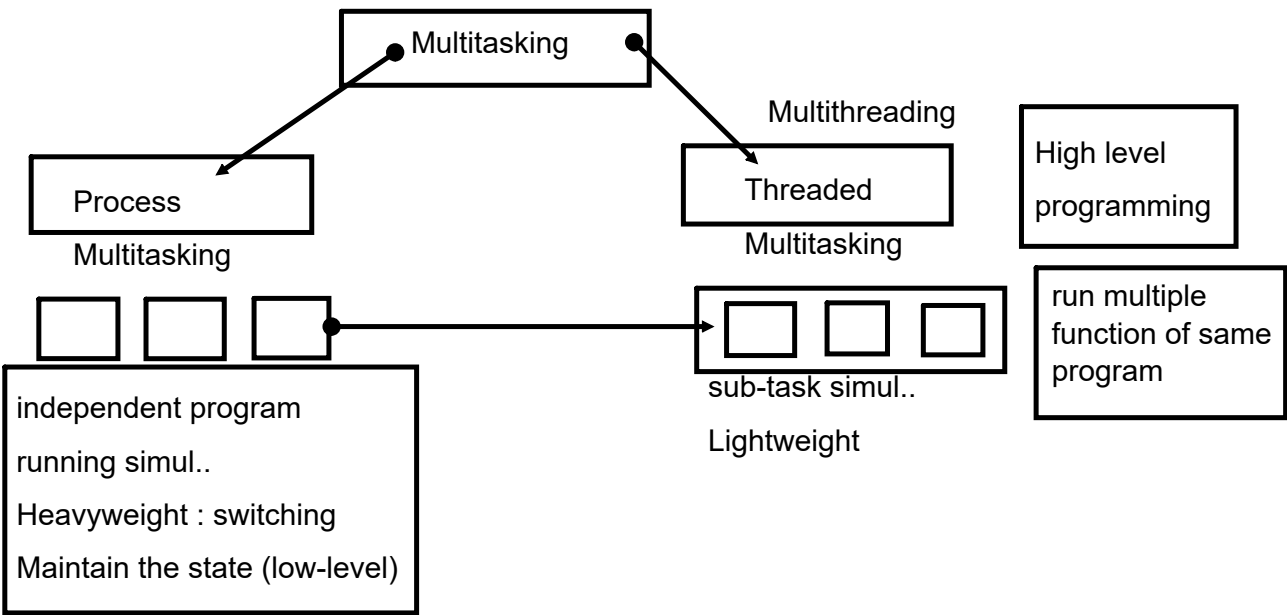 Multitasking
Multithreading
Process
Multitasking
Threaded
Multitasking
High level
programming
independent program
running simul..
Heavyweight : switching
Maintain the state (low-level)
sub-task simul..
Lightweight
run multiple
function of same
program